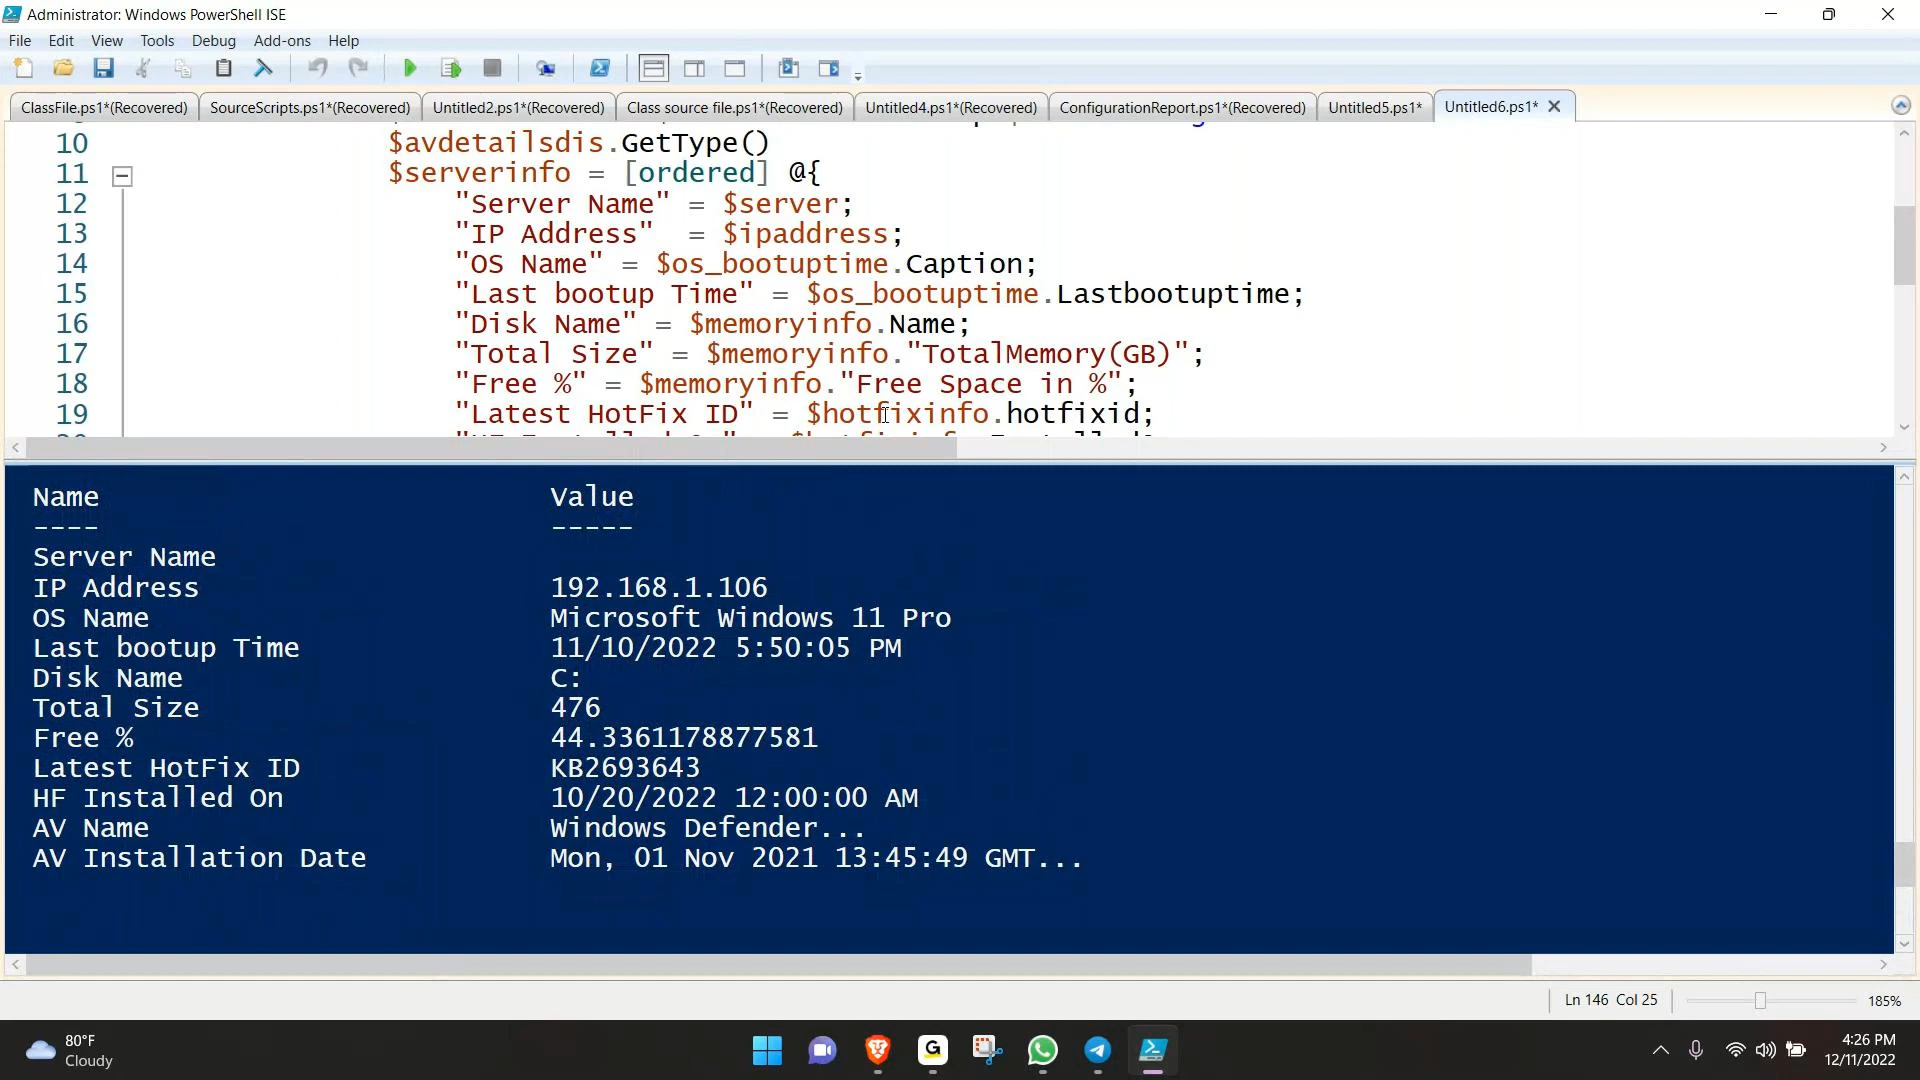 Administrator: Windows PowerShell ISE
File Edit View Tools Debug Add-ons Help
ClassFile.ps1*(Recovered) SourceScripts.ps1*(Recovered) Untitled2.ps1*(Recovered) Class source file.ps1*(Recovered) Untitled4.ps1*(Recovered) ConfigurationReport.ps1*(Recovered) Untitled5.ps1* Untitled6.ps1*
10 $avdetailsdis.GetType()
11 $serverinfo = [ordered] @{
12 "Server Name" = $server;
13 "IP Address"  = $ipaddress;
14 "OS Name" = $os_bootuptime.Caption;
15 "Last bootup Time" = $os_bootuptime.Lastbootuptime;
16 "Disk Name" = $memoryinfo.Name;
17 "Total Size" = $memoryinfo."TotalMemory(GB)";
18 "Free %" = $memoryinfo."Free Space in %";
19 "Latest HotFix ID" = $hotfixinfo.hotfixid;
Name Value
---- -----
Server Name
IP Address 192.168.1.106
OS Name Microsoft Windows 11 Pro
Last bootup Time 11/10/2022 5:50:05 PM
Disk Name C:
Total Size 476
Free % 44.3361178877581
Latest HotFix ID KB2693643
HF Installed On 10/20/2022 12:00:00 AM
AV Name Windows Defender...
AV Installation Date Mon, 01 Nov 2021 13:45:49 GMT...
Ln 146 Col 25 185%
80°F
Cloudy
4:26 PM
12/11/2022